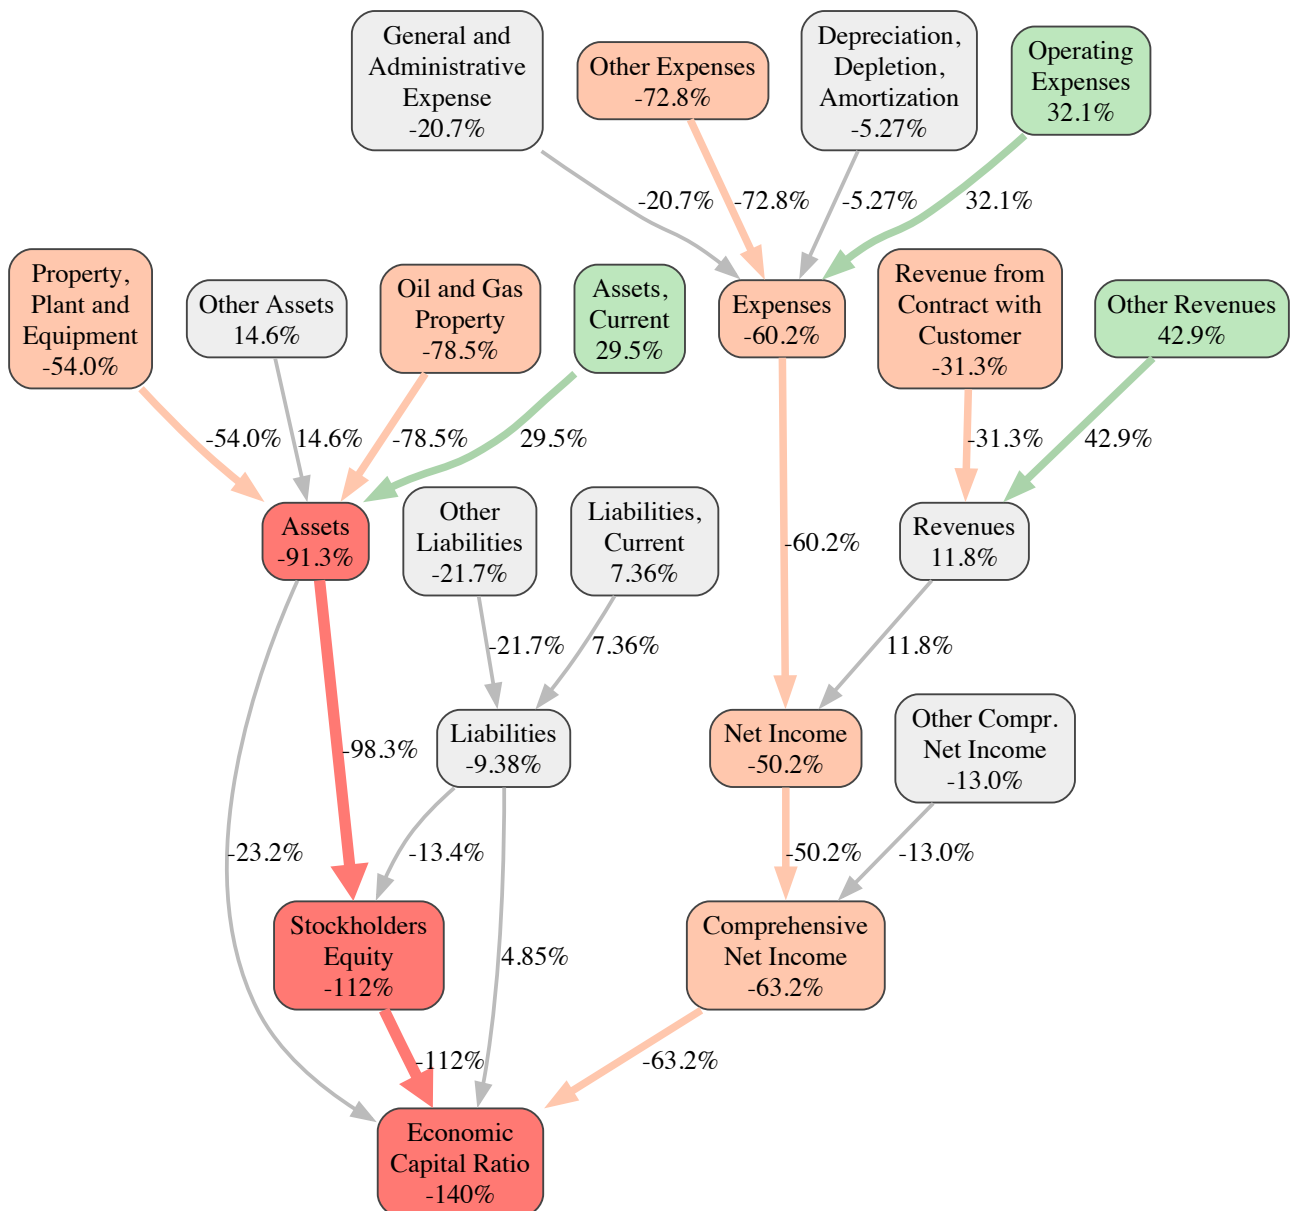 General and
Administrative
Expense
-20.7%
Other Expenses
-72.8%
Depreciation,
Depletion,
Amortization
-5.27%
Operating
Expenses
32.1%
-20.7%
-72.8%
-5.27%
32.1%
Property,
Plant and
Equipment
-54.0%
Other Assets
14.6%
Oil and Gas
Property
-78.5%
Assets,
Current
29.5%
Expenses
-60.2%
Revenue from
Contract with
Customer
-31.3%
Other Revenues
42.9%
-54.0%
14.6%
-78.5%
29.5%
-31.3%
42.9%
Assets
-91.3%
Other
Liabilities
-21.7%
Liabilities,
Current
7.36%
-60.2%
Revenues
11.8%
-21.7%
7.36%
11.8%
-98.3%
Liabilities
-9.38%
Net Income
-50.2%
Other Compr.
Net Income
-13.0%
-23.2%
-13.4%
-50.2%
-13.0%
Stockholders
Equity
-112%
4.85%
Comprehensive
Net Income
-63.2%
-112%
-63.2%
Economic
Capital Ratio
-140%